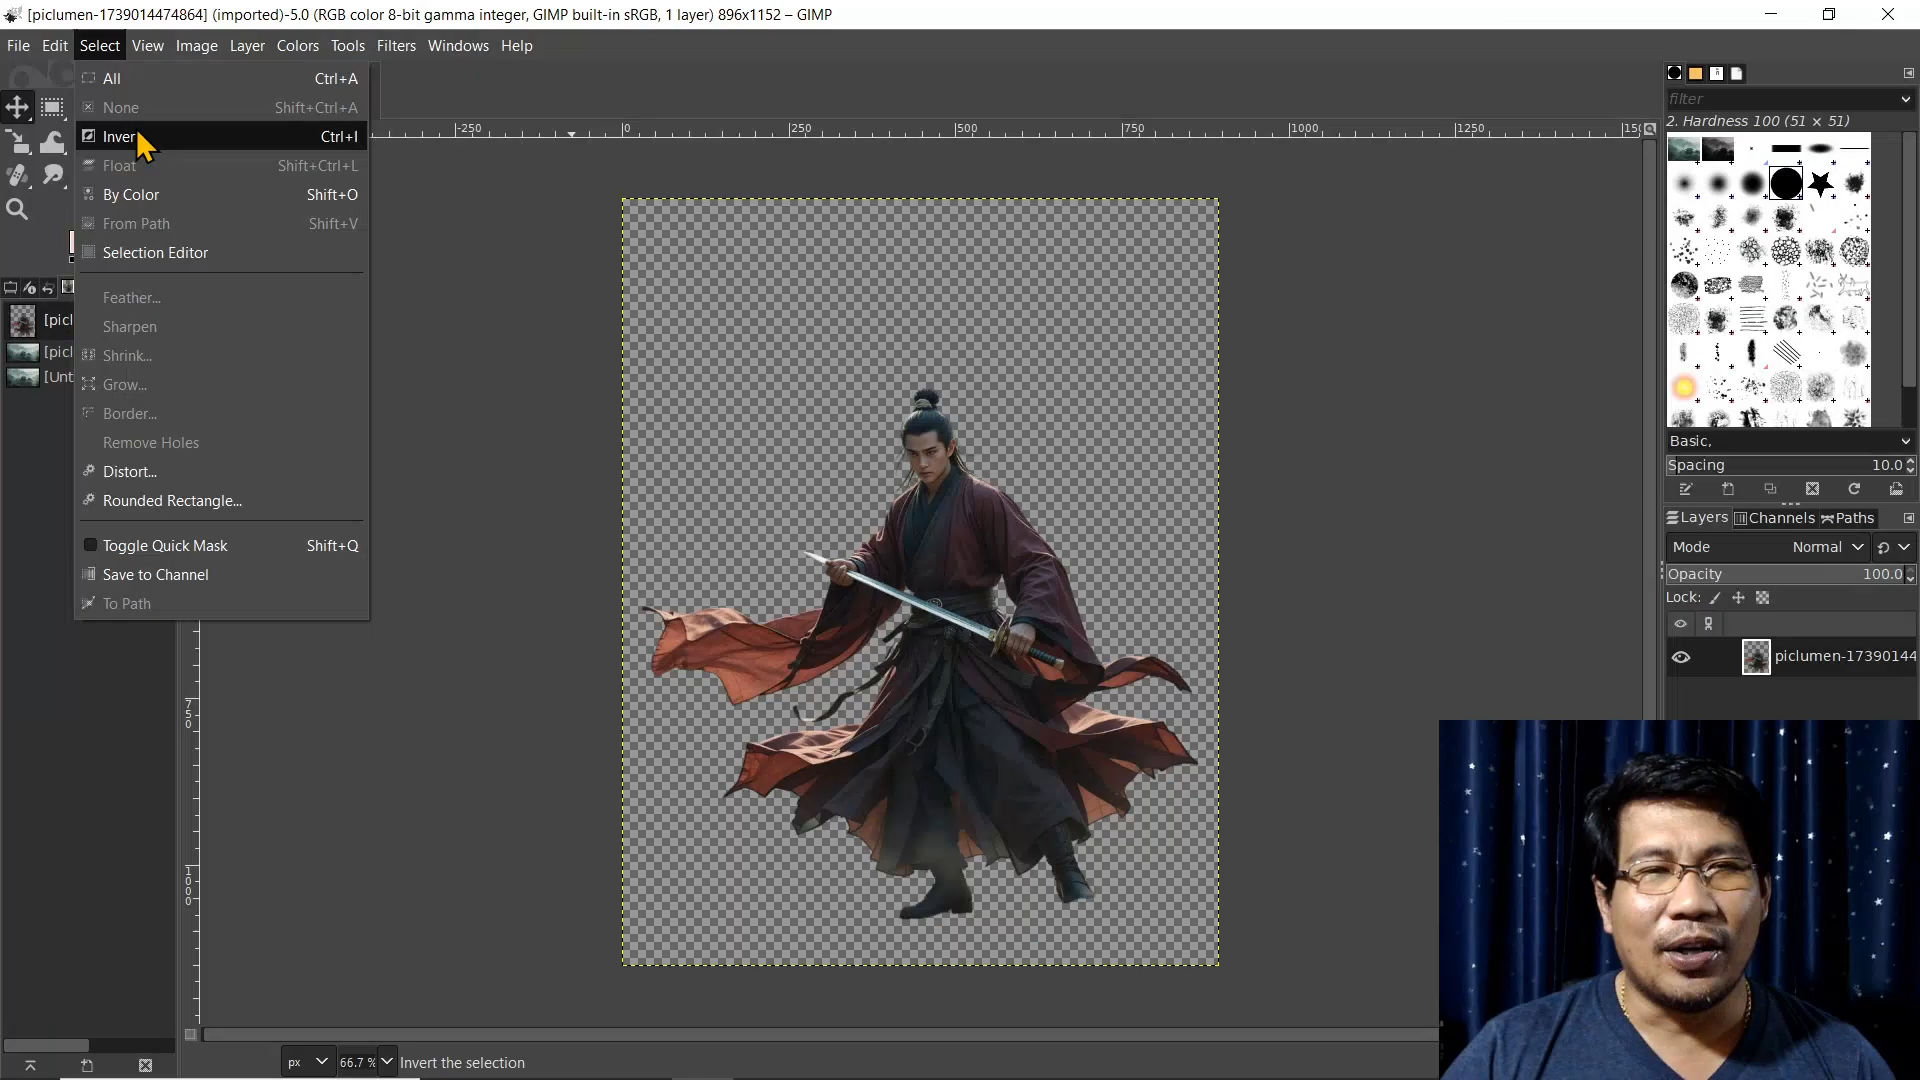 [piclumen-1739014474864] (imported)-5.0 (RGB color 8-bit gamma integer, GIMP built-in sRGB, 1 layer) 896x1152 – GIMP
File Edit Select View Image Layer Colors Tools Filters Windows Help
All Ctrl+A
None Shift+Ctrl+A
Inver Ctrl+I
Float Shift+Ctrl+L
By Color Shift+O
From Path Shift+V
Selection Editor
Feather...
Sharpen
Shrink...
Grow...
Border...
Remove Holes
Distort...
Rounded Rectangle...
Toggle Quick Mask Shift+Q
Save to Channel
To Path
[picl
[picl
[Unt
-250 0 250 500 750 1000 1250
750
1000
filter
2. Hardness 100 (51 × 51)
Basic,
Spacing 10.0
Layers Channels Paths
Mode Normal
Opacity 100.0
Lock:
piclumen-17390144
px 66.7 % Invert the selection